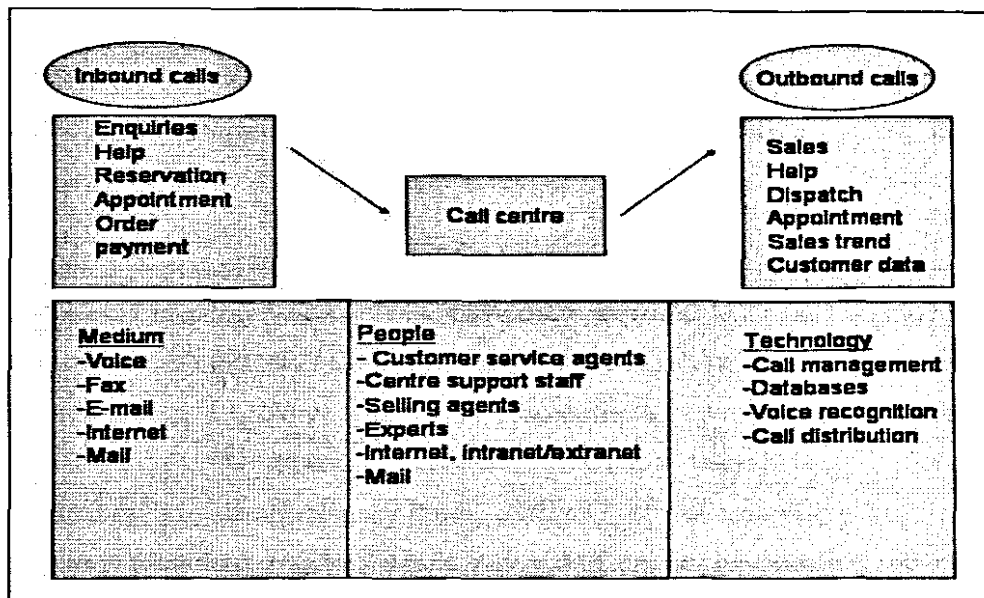 Inbound calls
Enquiries
Help
Reservation
Appointment
Order
payment
Call centre
Outbound calls
Sales
Help
Dispatch
Appointment
Sales trend
Customer data
Medium
-Voice
-Fax
-E-mail
-Internet
-Mail
People
- Customer service agents
-Centre support staff
-Selling agents
-Experts
-Internet, intranet/extranet
-Mail
Technology
-Call management
-Databases
-Voice recognition
-Call distribution